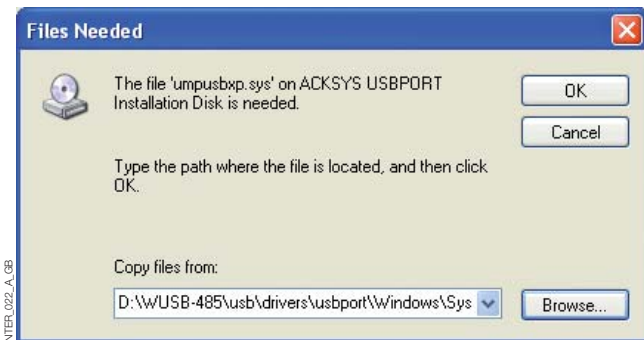 Files Needed
The file 'umpusbxp.sys' on ACKSYS USBPORT
Installation Disk is needed.
OK
Cancel
Type the path where the file is located, and then click
OK.
Copy files from:
D:\WUSB-485\usb\drivers\usbport\Windows\Sys
Browse...
NTER_022_A_GB